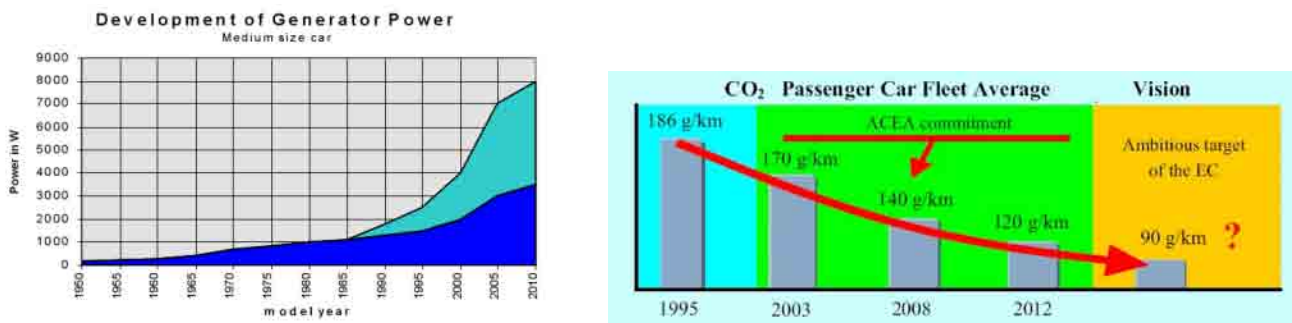 Development of Generator Power
Medium size car
Power in W
9000
8000
7000
6000
5000
4000
3000
2000
1000
0
1950
1955
1960
1965
1970
1975
1980
1985
1990
1995
2000
2005
2010
model year
CO₂ Passenger Car Fleet Average
Vision
186 g/km
ACEA commitment
170 g/km
140 g/km
120 g/km
Ambitious target
of the EC
90 g/km ?
1995
2003
2008
2012